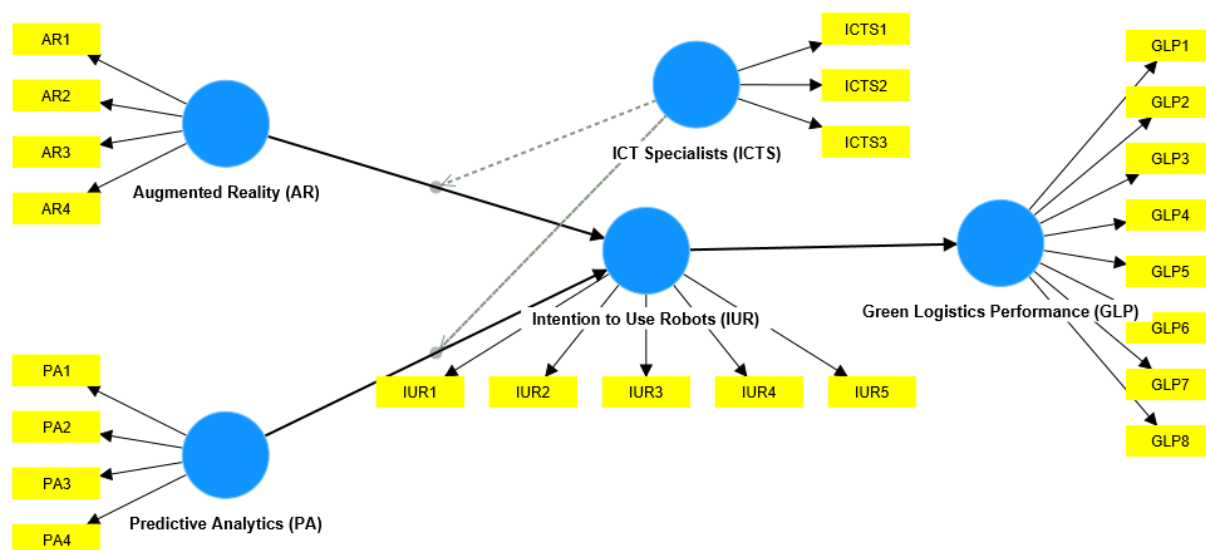 AR1
AR2
AR3
AR4
Augmented Reality (AR)
ICTS1
ICTS2
ICTS3
ICT Specialists (ICTS)
GLP1
GLP2
GLP3
GLP4
GLP5
GLP6
GLP7
GLP8
Green Logistics Performance (GLP)
Intention to Use Robots (IUR)
IUR1
IUR2
IUR3
IUR4
IUR5
PA1
PA2
PA3
PA4
Predictive Analytics (PA)